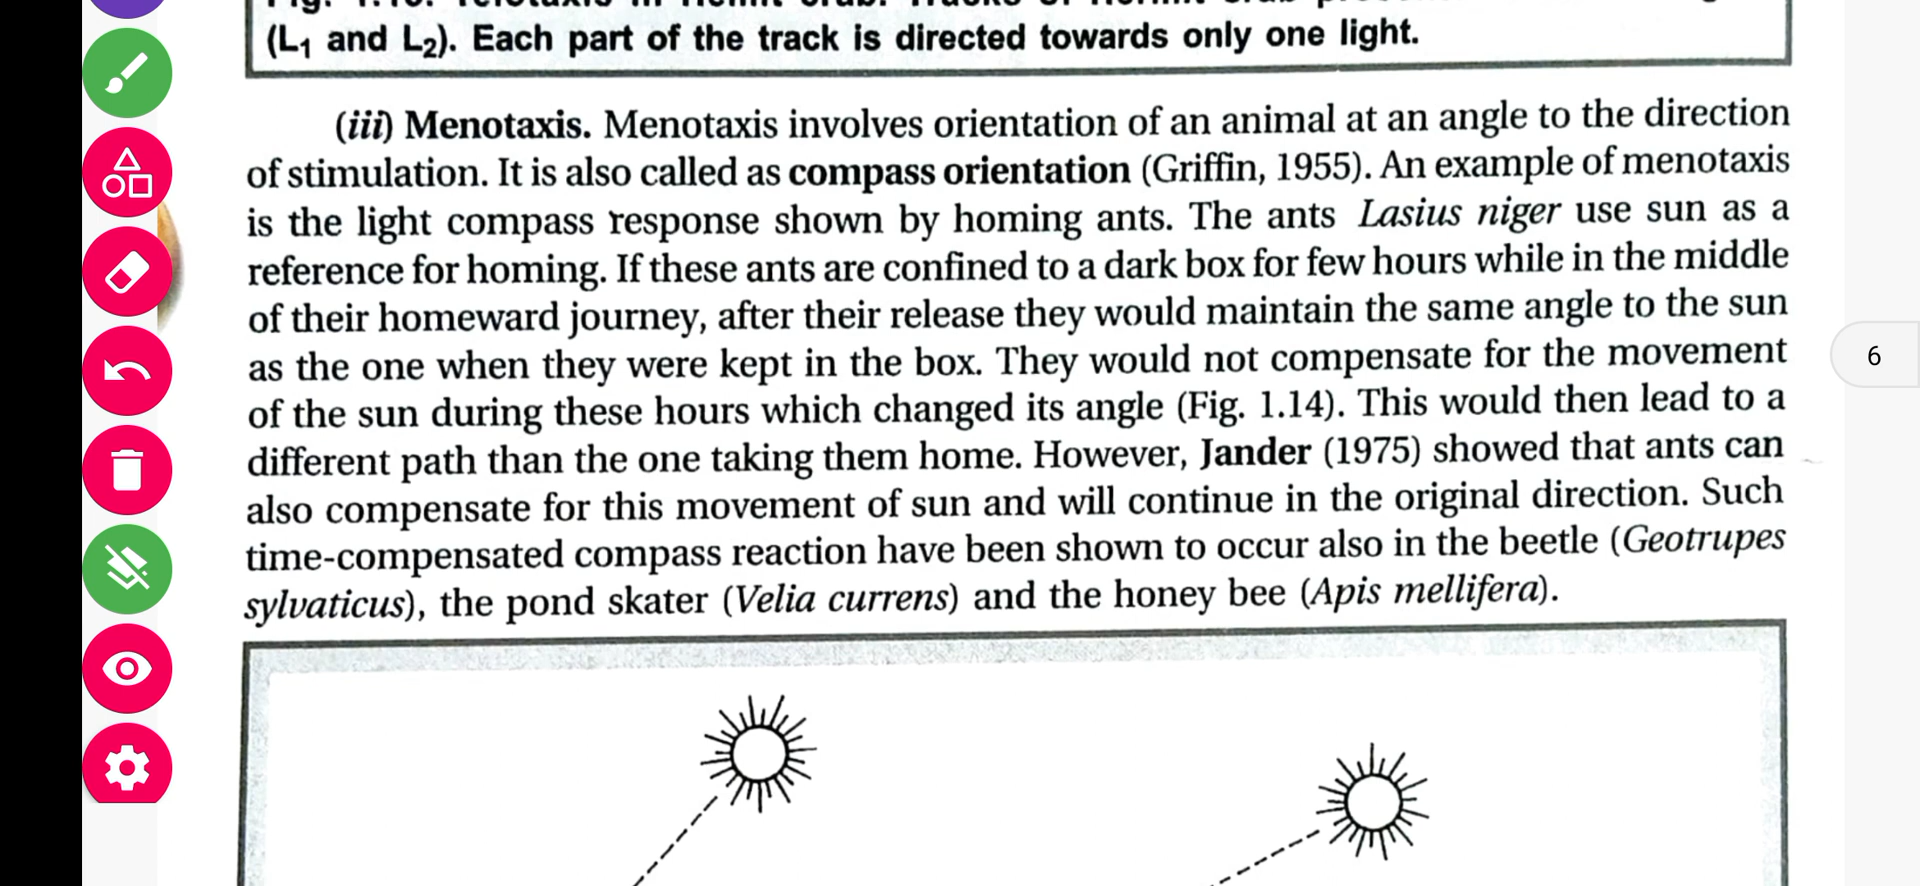 (L₁ and L₂). Each part of the track is directed towards only one light.
(iii) Menotaxis. Menotaxis involves orientation of an animal at an angle to the direction
of stimulation. It is also called as compass orientation (Griffin, 1955). An example of menotaxis
is the light compass response shown by homing ants. The ants Lasius niger use sun as a
reference for homing. If these ants are confined to a dark box for few hours while in the middle
of their homeward journey, after their release they would maintain the same angle to the sun
as the one when they were kept in the box. They would not compensate for the movement
of the sun during these hours which changed its angle (Fig. 1.14). This would then lead to a
different path than the one taking them home. However, Jander (1975) showed that ants can
also compensate for this movement of sun and will continue in the original direction. Such
time-compensated compass reaction have been shown to occur also in the beetle (Geotrupes
sylvaticus), the pond skater (Velia currens) and the honey bee (Apis mellifera).
6